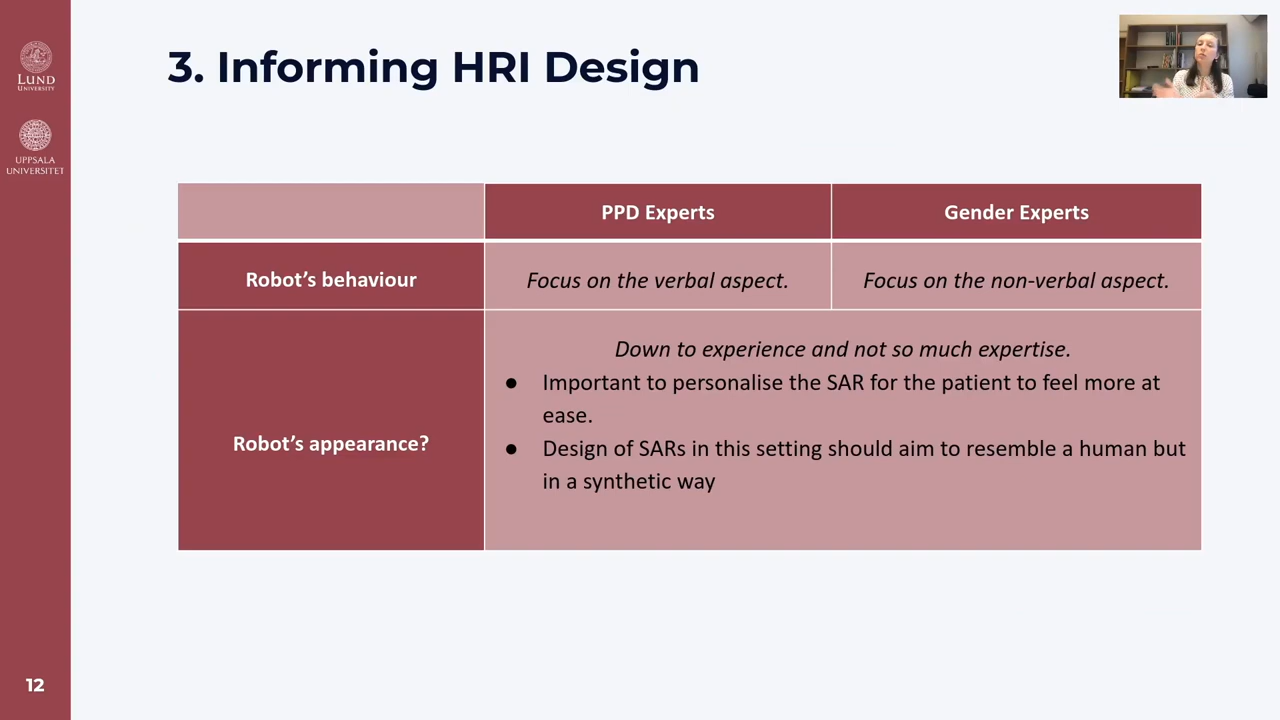 3. Informing HRI Design
LUND
UNIVERSITY
UPPSALA
UNIVERSITET
PPD Experts
Gender Experts
Robot’s behaviour
Focus on the verbal aspect.
Focus on the non-verbal aspect.
Robot’s appearance?
Down to experience and not so much expertise.
● Important to personalise the SAR for the patient to feel more at
ease.
● Design of SARs in this setting should aim to resemble a human but
in a synthetic way
12